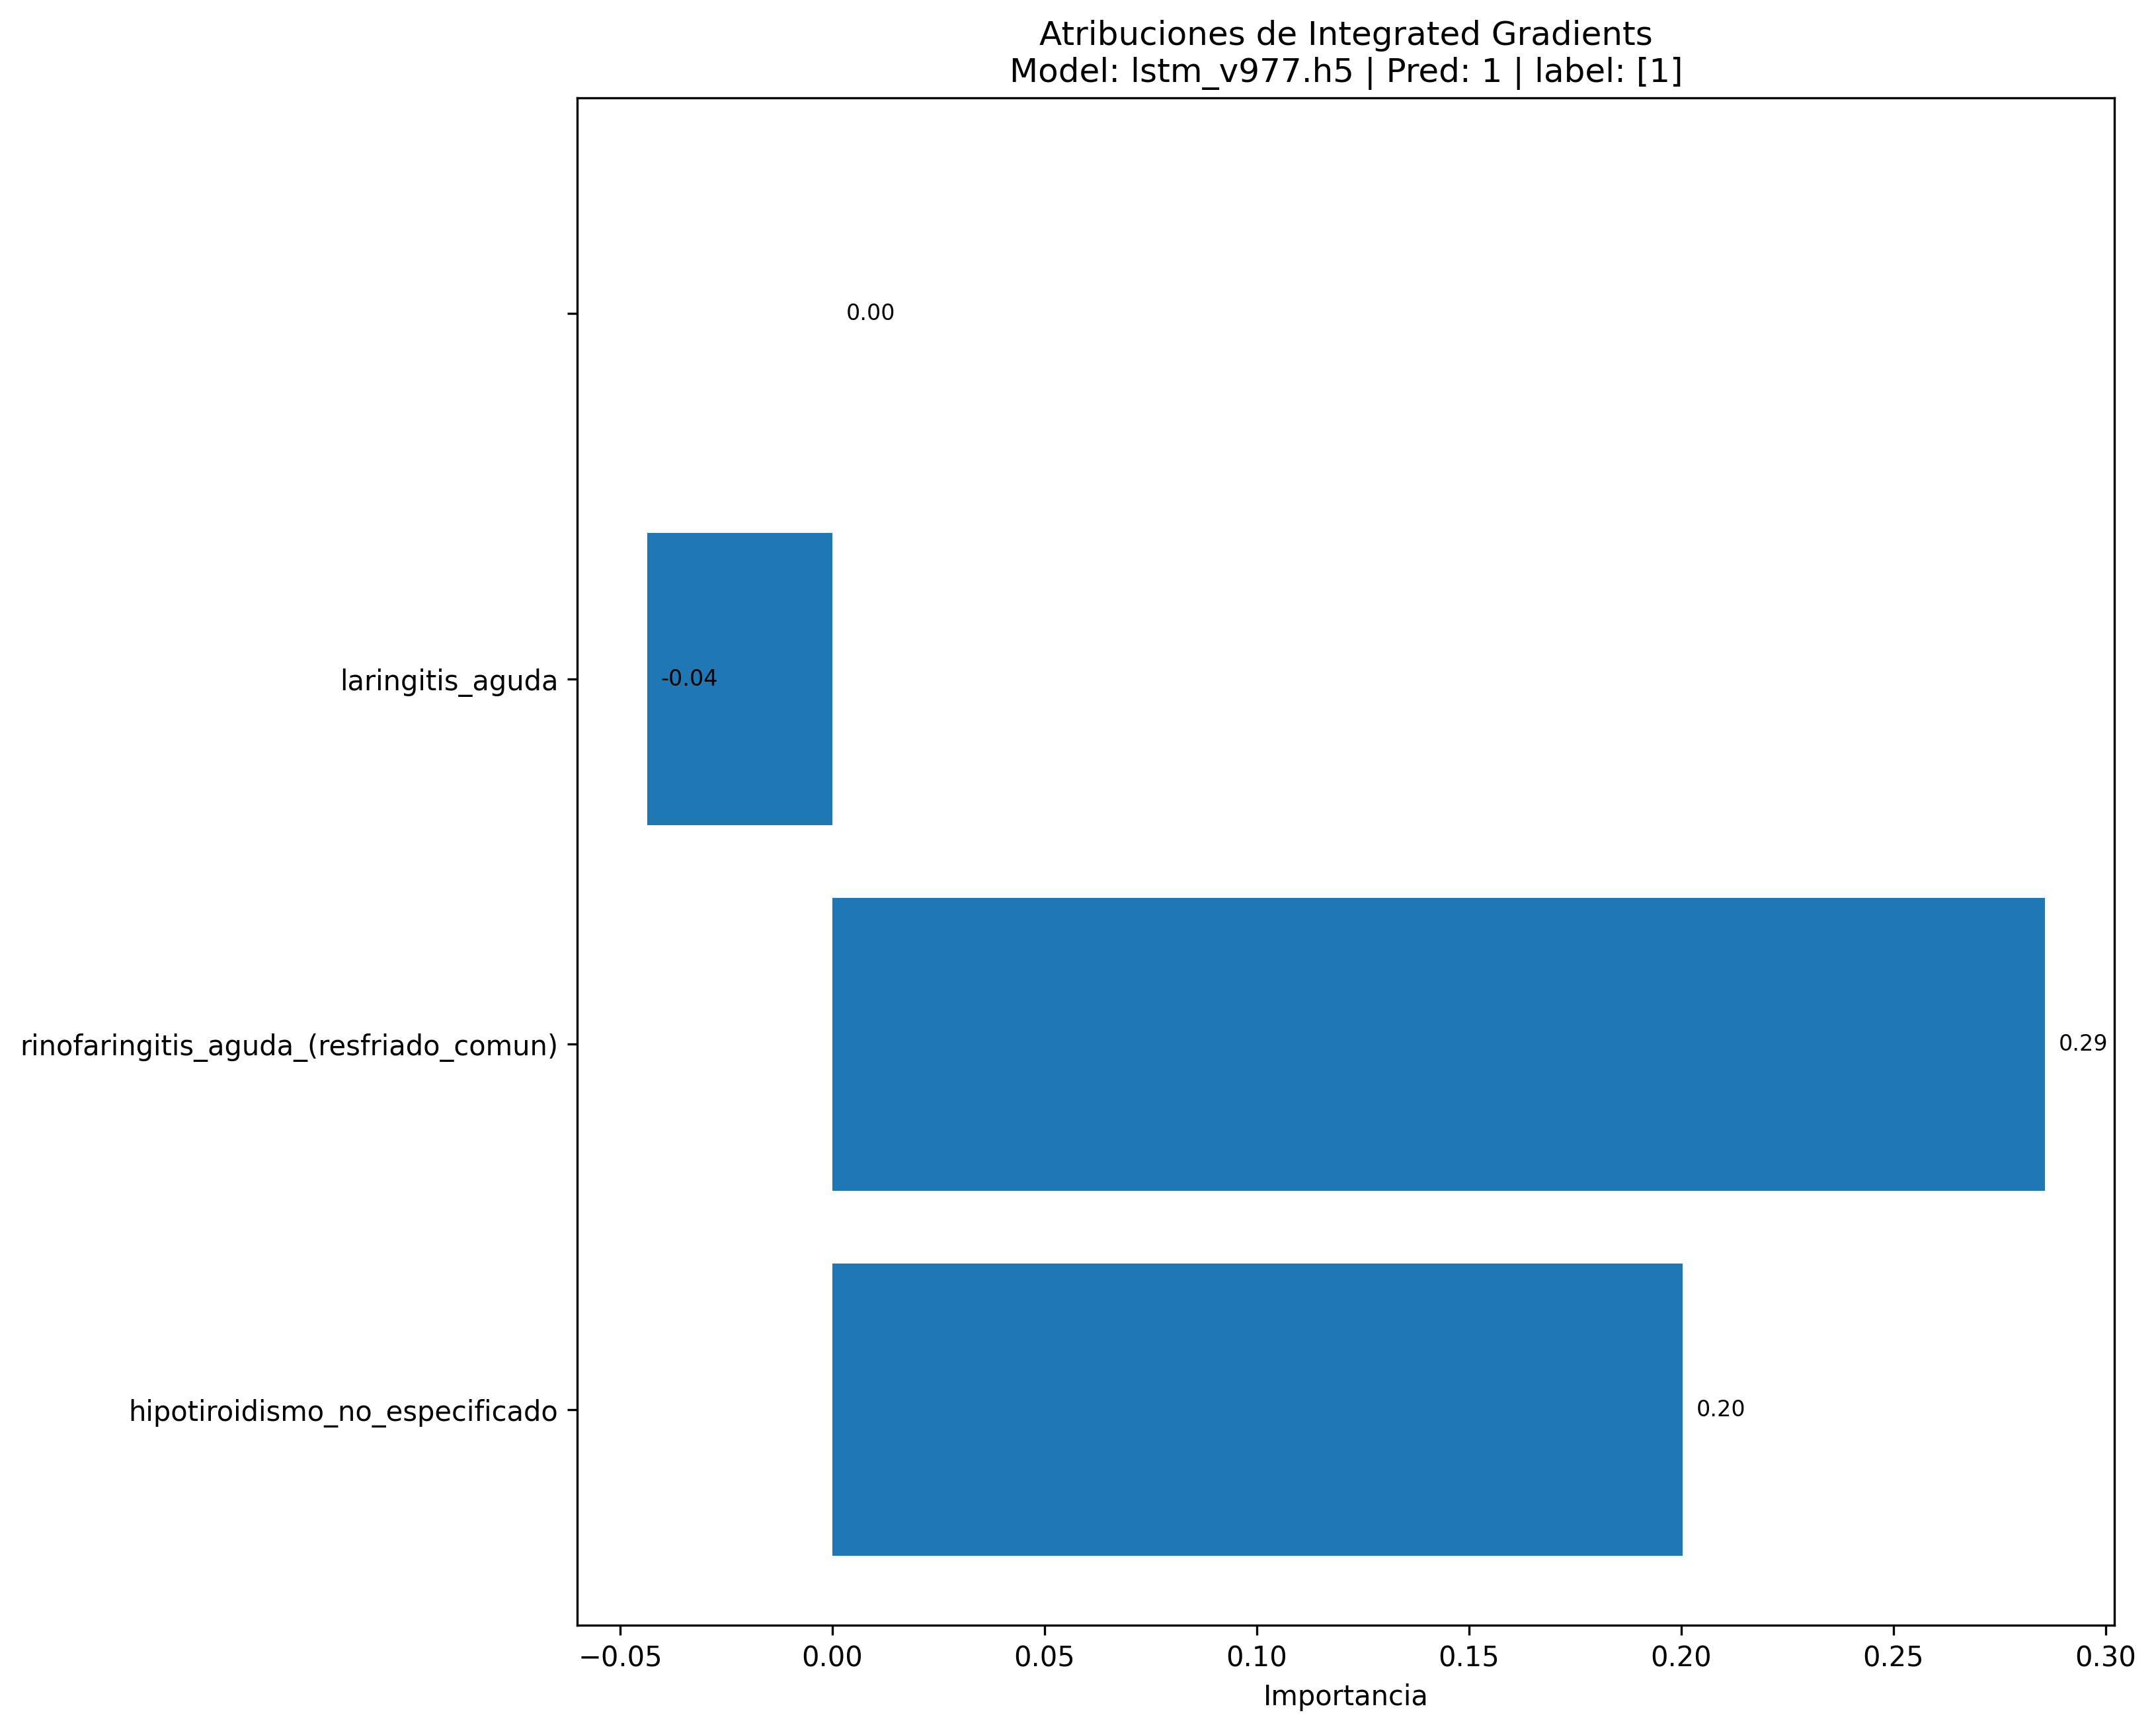 Atribuciones de Integrated Gradients
Model: lstm_v977.h5 | Pred: 1 | label: [1]
0.00
laringitis_aguda
-0.04
rinofaringitis_aguda_(resfriado_comun)
0.29
hipotiroidismo_no_especificado
0.20
−0.05
0.00
0.05
0.10
0.15
0.20
0.25
0.30
Importancia